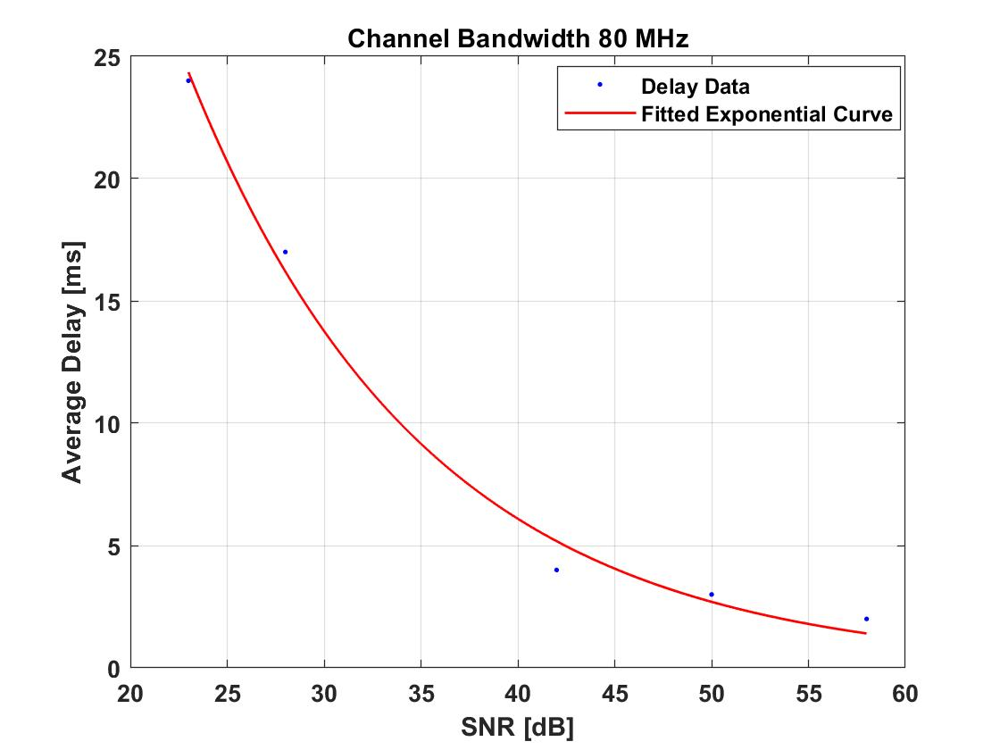 Channel Bandwidth 80 MHz
Delay Data
Fitted Exponential Curve
25
20
15
10
5
0
Average Delay [ms]
20 25 30 35 40 45 50 55 60
SNR [dB]